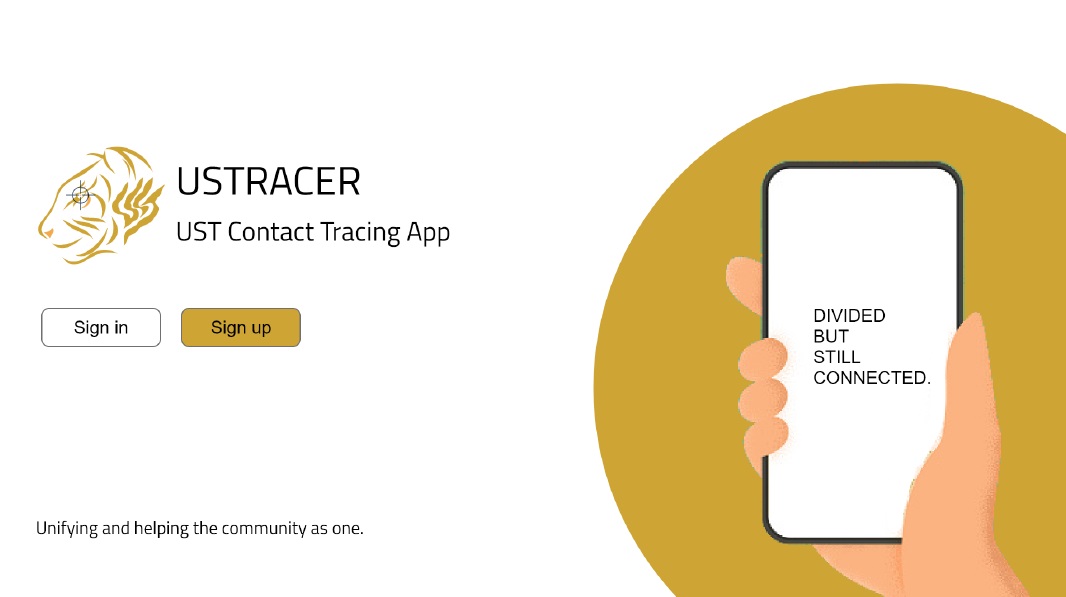 USTRACER
UST Contact Tracing App
Sign in
Sign up
Unifying and helping the community as one.
DIVIDED
BUT
STILL
CONNECTED.